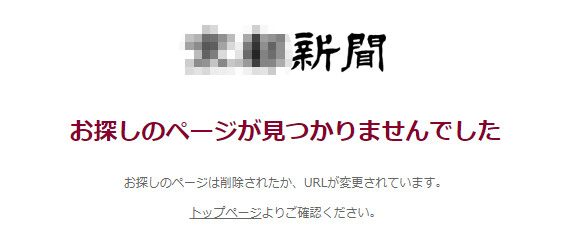 新聞
お探しのページが見つかりませんでした
お探しのページは削除されたか、URLが変更されています。
トップページよりご確認ください。